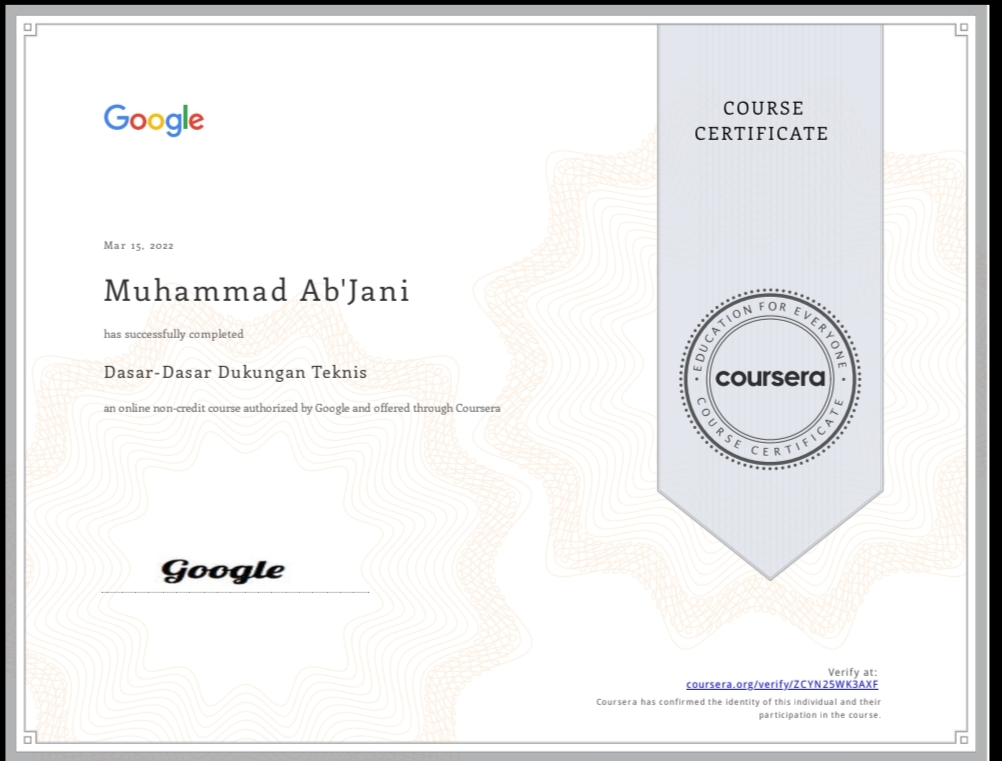 Google
COURSE
CERTIFICATE
Mar 15, 2022
Muhammad Ab'Jani
has successfully completed
Dasar-Dasar Dukungan Teknis
an online non-credit course authorized by Google and offered through Coursera
EDUCATION FOR EVERYONE
coursera
COURSE CERTIFICATE
Google
Verify at:
coursera.org/verify/ZCYN25WK3AXF
Coursera has confirmed the identity of this individual and their
participation in the course.